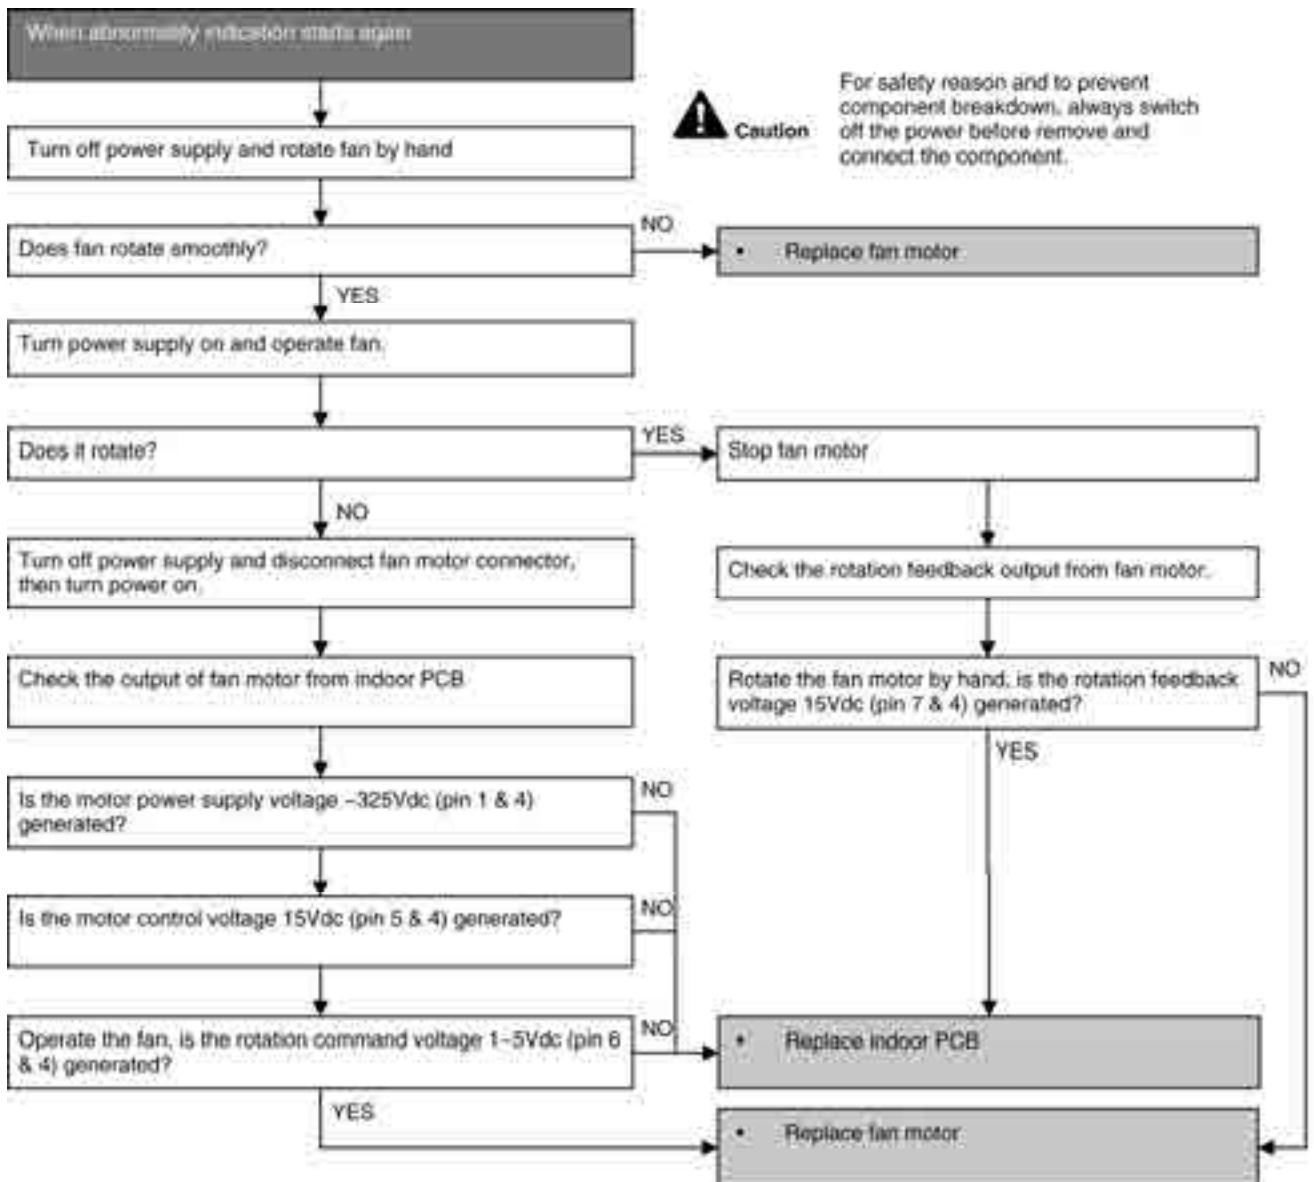 When abnormality indication starts again
For safety reason and to prevent
component breakdown, always switch
off the power before remove and
connect the component.
Caution
Turn off power supply and rotate fan by hand
Does fan rotate smoothly?
NO
• Replace fan motor
YES
Turn power supply on and operate fan.
Does it rotate?
YES
Stop fan motor
NO
Turn off power supply and disconnect fan motor connector,
then turn power on.
Check the rotation feedback output from fan motor.
Check the output of fan motor from indoor PCB
Rotate the fan motor by hand, is the rotation feedback
voltage 15Vdc (pin 7 & 4) generated?
NO
YES
Is the motor power supply voltage ~325Vdc (pin 1 & 4)
generated?
NO
Is the motor control voltage 15Vdc (pin 5 & 4) generated?
NO
Operate the fan, is the rotation command voltage 1~5Vdc (pin 6
& 4) generated?
NO
• Replace indoor PCB
YES
• Replace fan motor